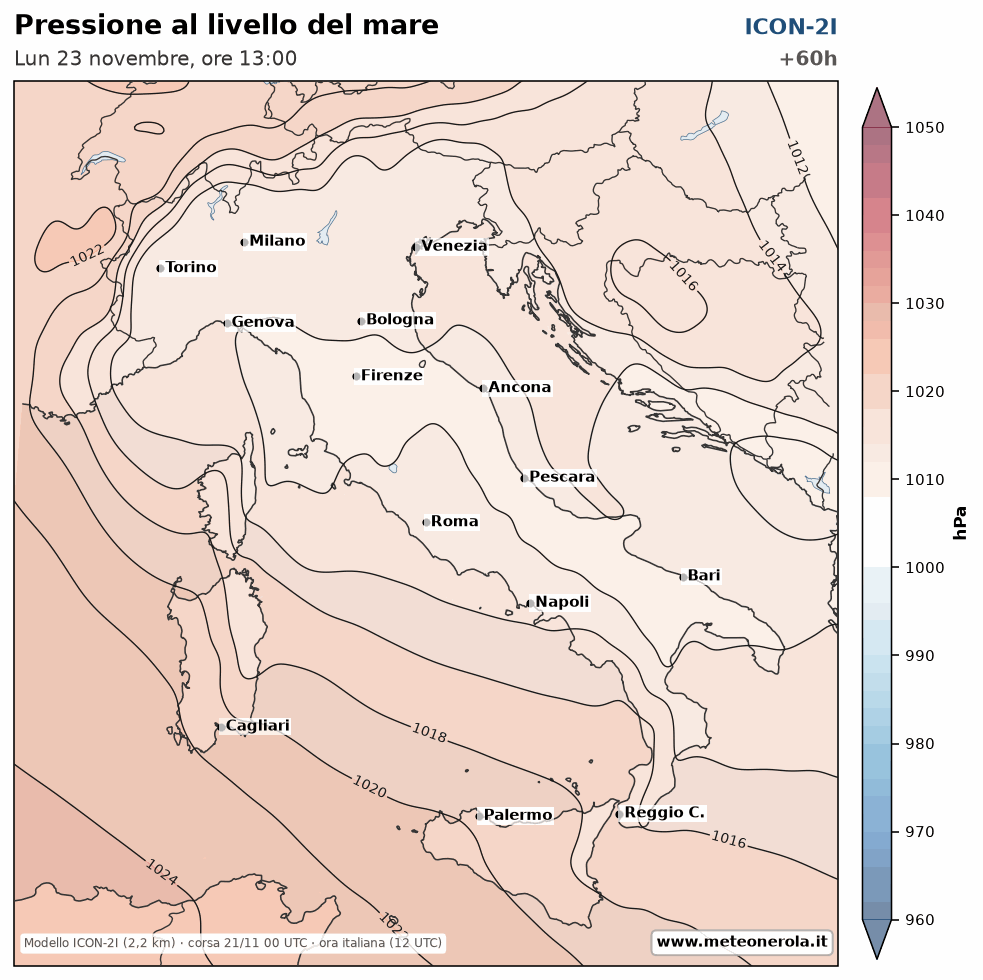 Pressione al livello del mare
ICON-2I
Lun 23 novembre, ore 13:00
+60h
1012
1014
1016
1022
Milano
Venezia
Torino
Genova
Bologna
Firenze
Ancona
Pescara
Roma
Bari
Napoli
Cagliari
1018
1020
Palermo
Reggio C.
1016
1024
Modello ICON-2I (2,2 km) · corsa 21/11 00 UTC · ora italiana (12 UTC)
www.meteonerola.it
1050
1040
1030
1020
1010
1000
990
980
970
960
hPa